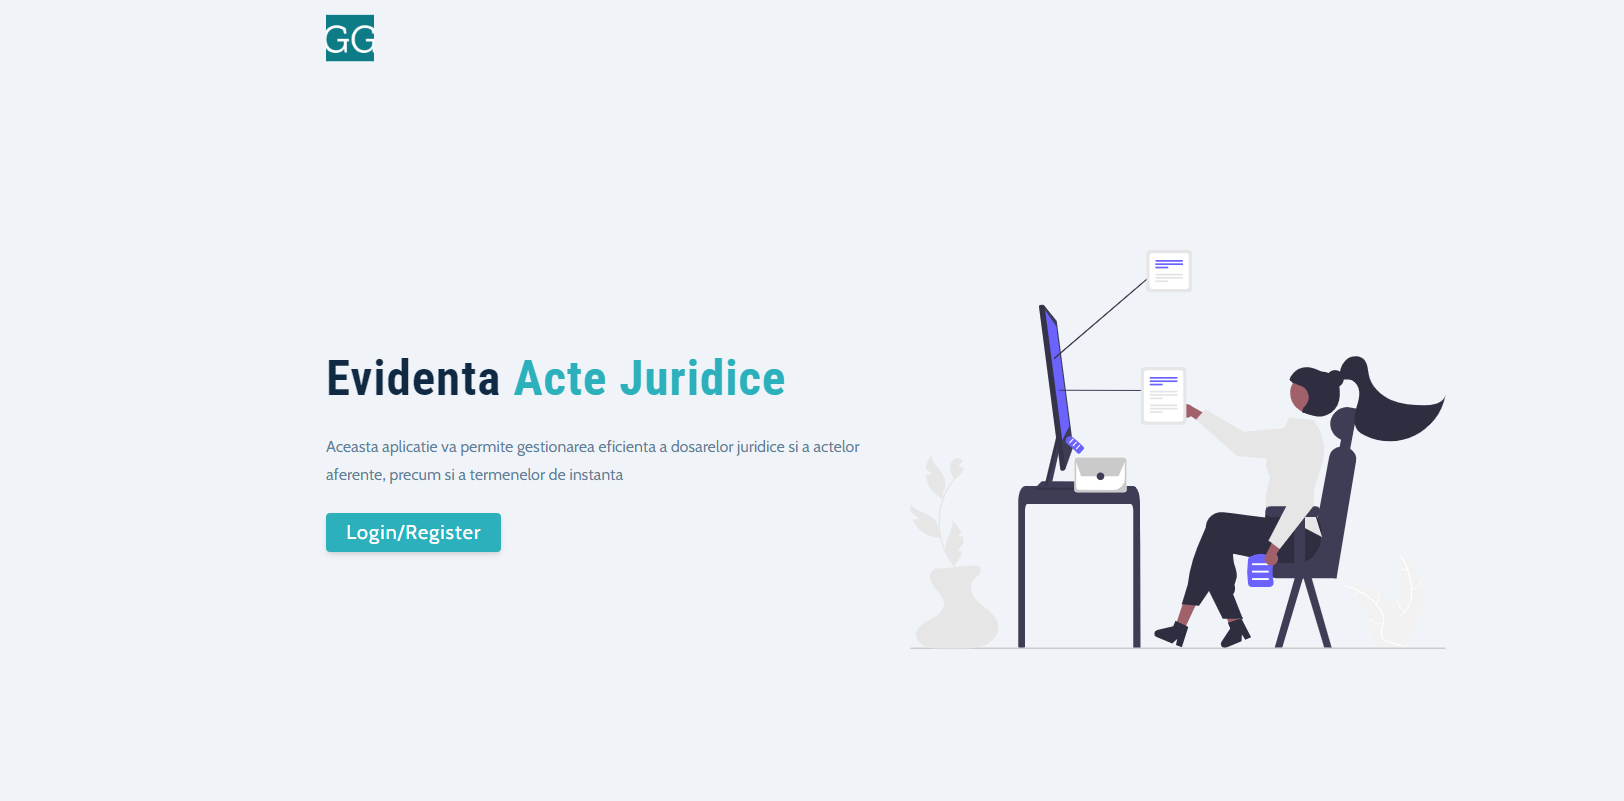 GG
Evidenta Acte Juridice
Aceasta aplicatie va permite gestionarea eficienta a dosarelor juridice si a actelor
aferente, precum si a termenelor de instanta
Login/Register